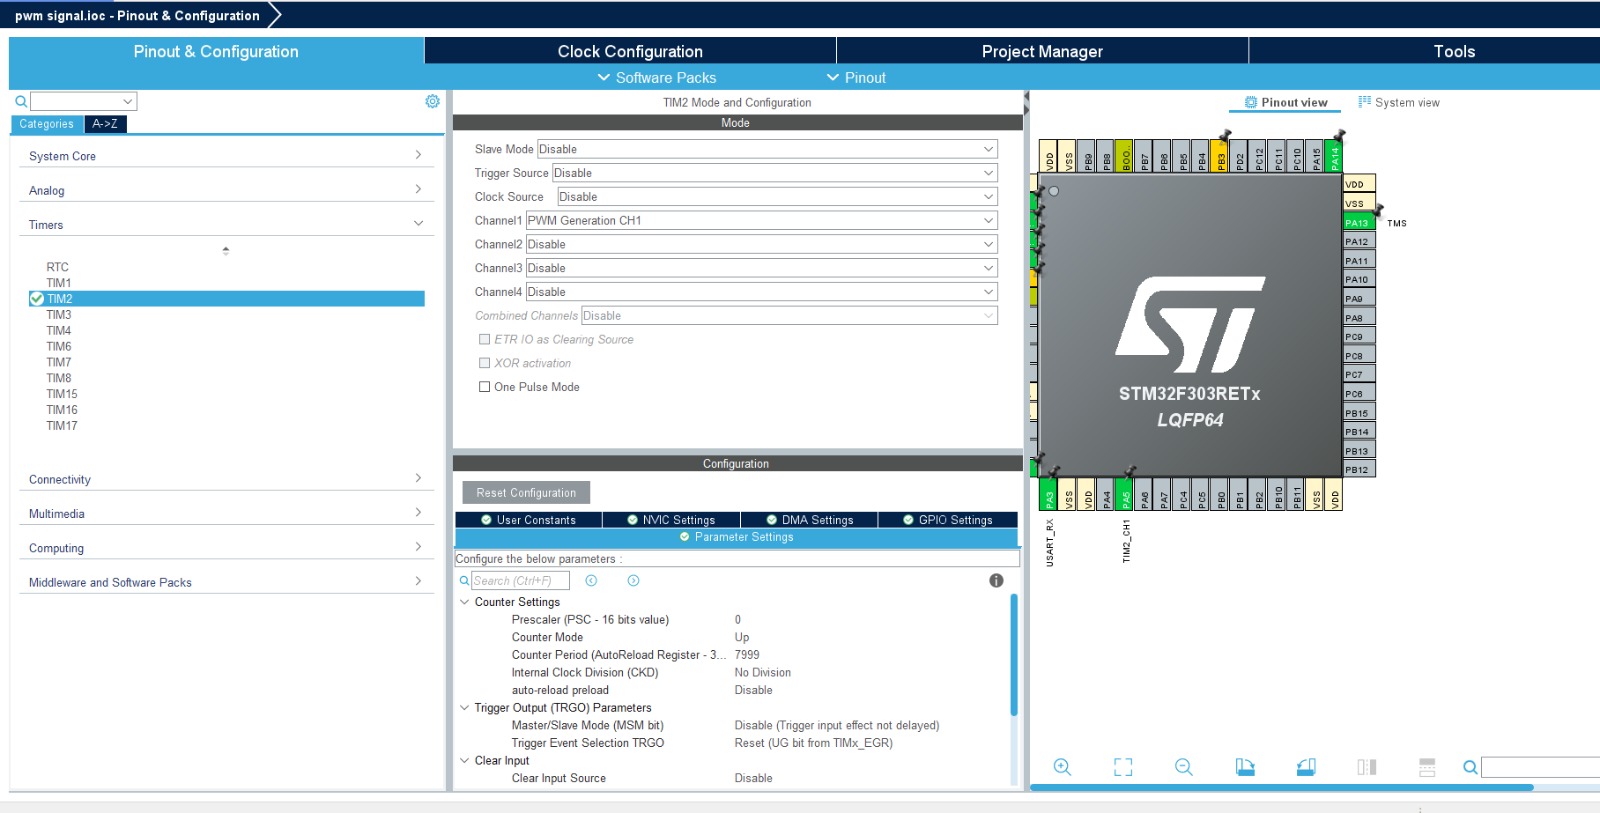 pwm signal.ioc - Pinout & Configuration
Pinout & Configuration
Clock Configuration
Project Manager
Tools
Software Packs
Pinout
Categories
A->Z
System Core
Analog
Timers
RTC
TIM1
TIM2
TIM3
TIM4
TIM6
TIM7
TIM8
TIM15
TIM16
TIM17
Connectivity
Multimedia
Computing
Middleware and Software Packs
TIM2 Mode and Configuration
Mode
Slave Mode Disable
Trigger Source Disable
Clock Source Disable
Channel1 PWM Generation CH1
Channel2 Disable
Channel3 Disable
Channel4 Disable
Combined Channels Disable
ETR IO as Clearing Source
XOR activation
One Pulse Mode
Configuration
Reset Configuration
User Constants
NVIC Settings
DMA Settings
GPIO Settings
Parameter Settings
Configure the below parameters :
Search (Ctrl+F)
Counter Settings
Prescaler (PSC - 16 bits value) 0
Counter Mode Up
Counter Period (AutoReload Register - 3... 7999
Internal Clock Division (CKD) No Division
auto-reload preload Disable
Trigger Output (TRGO) Parameters
Master/Slave Mode (MSM bit) Disable (Trigger input effect not delayed)
Trigger Event Selection TRGO Reset (UG bit from TIMx_EGR)
Clear Input
Clear Input Source Disable
Pinout view
System view
VDD
VSS
PB9
PB8
BOO..
PB7
PB6
PB5
PB4
PB3
PD2
PC12
PC11
PC10
PA15
PA14
VDD
VSS
PA13 TMS
PA12
PA11
PA10
PA9
PA8
PC9
PC8
PC7
PC6
PB15
PB14
PB13
PB12
ST
STM32F303RETx
LQFP64
PA3
VSS
VDD
PA4
PA5
PA6
PA7
PC4
PC5
PB0
PB1
PB2
PB10
PB11
VSS
VDD
USART_RX
TIM2_CH1